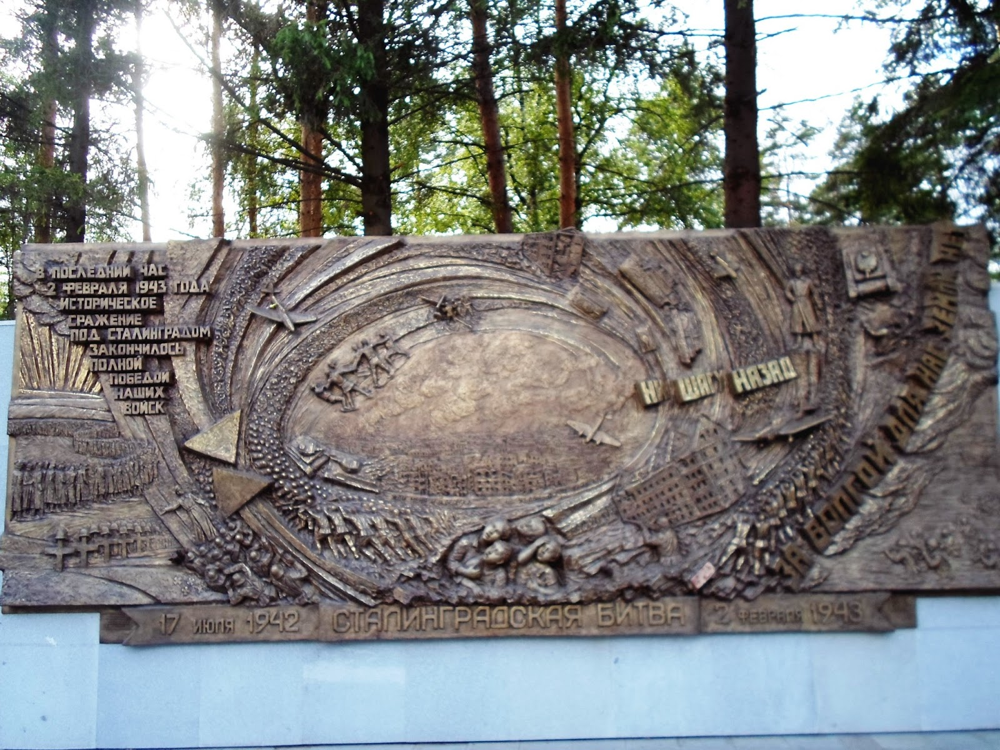 В ПОСЛЕДНИЙ ЧАС
2 ФЕВРАЛЯ 1943 ГОДА
ИСТОРИЧЕСКОЕ
СРАЖЕНИЕ
ПОД СТАЛИНГРАДОМ
ЗАКОНЧИЛОСЬ
ПОЛНОЙ
ПОБЕДОЙ
НАШИХ
ВОЙСК
НИ ШАГУ НАЗАД
ЗА ВОЛГОЙ ДЛЯ НАС ЗЕМЛИ НЕТ
17 ИЮЛЯ 1942 СТАЛИНГРАДСКАЯ БИТВА 2 ФЕВРАЛЯ 1943